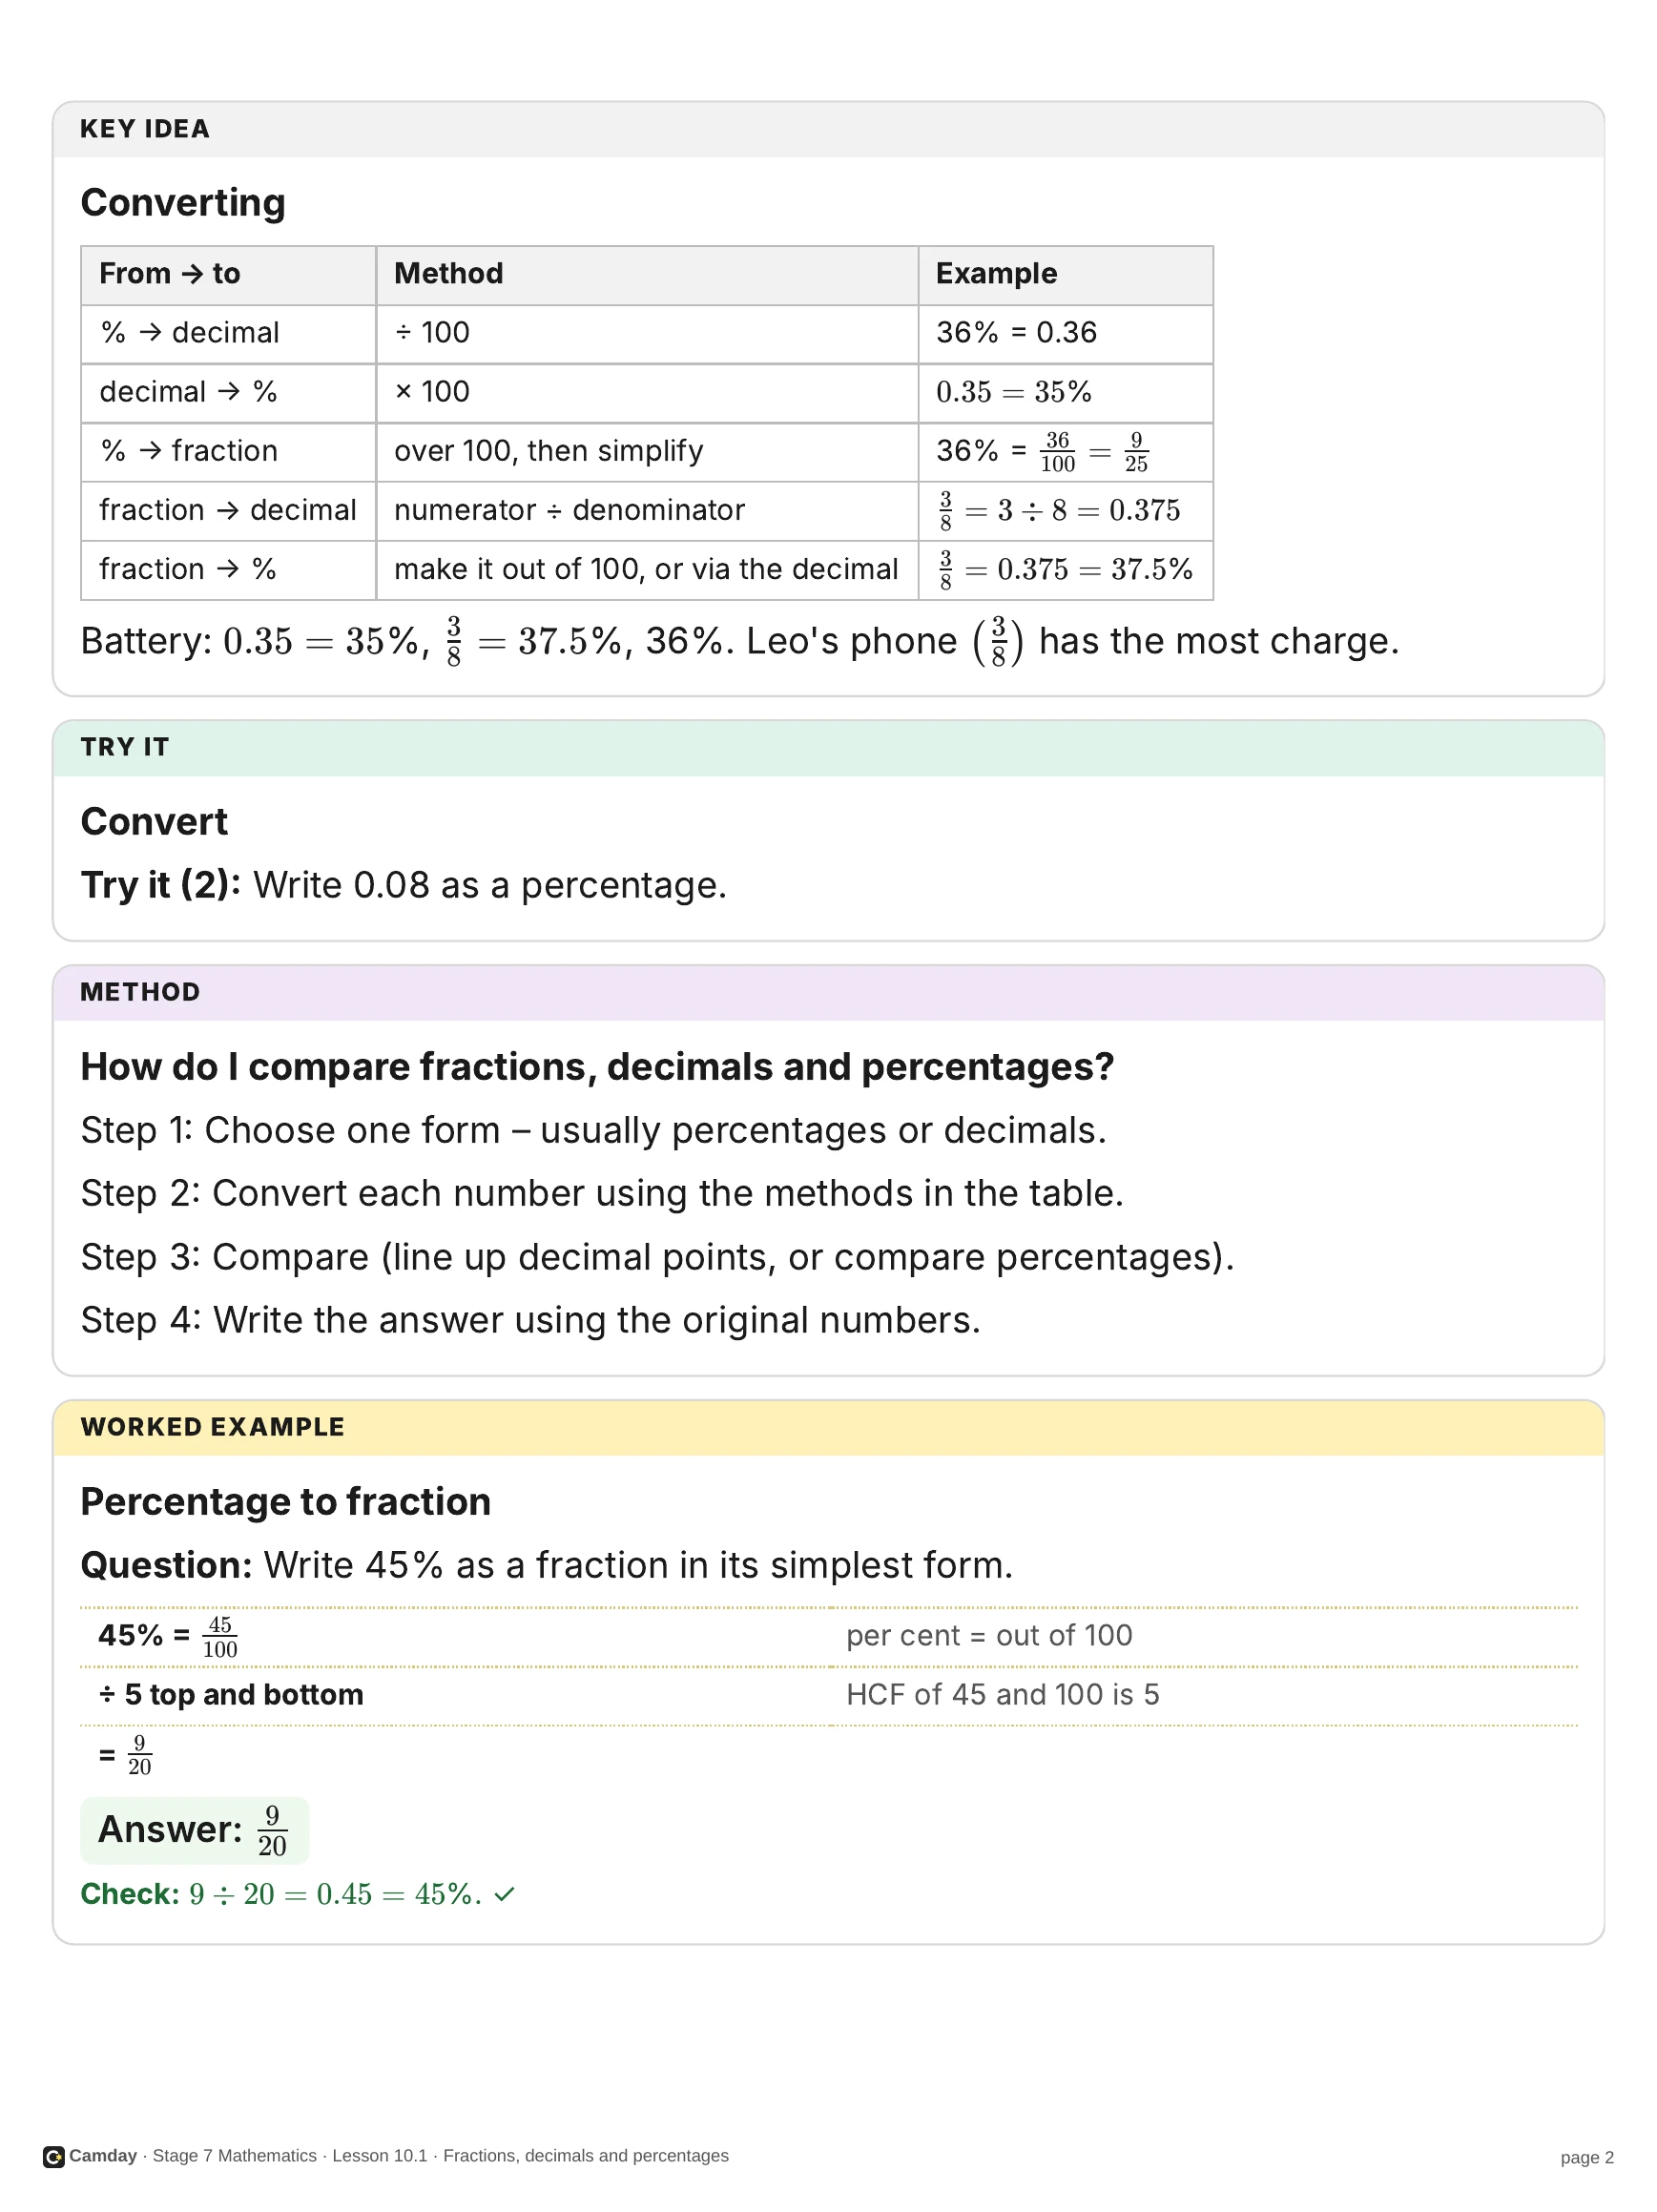 KEY IDEA
Converting
From → to Method Example
% → decimal ÷ 100 36% = 0.36
decimal → % × 100 0.35 = 35%
% → fraction over 100, then simplify 36% = 36/100 = 9/25
fraction → decimal numerator ÷ denominator 3/8 = 3 ÷ 8 = 0.375
fraction → % make it out of 100, or via the decimal 3/8 = 0.375 = 37.5%
Battery: 0.35 = 35%, 3/8 = 37.5%, 36%. Leo's phone (3/8) has the most charge.
TRY IT
Convert
Try it (2): Write 0.08 as a percentage.
METHOD
How do I compare fractions, decimals and percentages?
Step 1: Choose one form – usually percentages or decimals.
Step 2: Convert each number using the methods in the table.
Step 3: Compare (line up decimal points, or compare percentages).
Step 4: Write the answer using the original numbers.
WORKED EXAMPLE
Percentage to fraction
Question: Write 45% as a fraction in its simplest form.
45% = 45/100 per cent = out of 100
÷ 5 top and bottom HCF of 45 and 100 is 5
= 9/20
Answer: 9/20
Check: 9 ÷ 20 = 0.45 = 45%. ✓
Camday · Stage 7 Mathematics · Lesson 10.1 · Fractions, decimals and percentages page 2